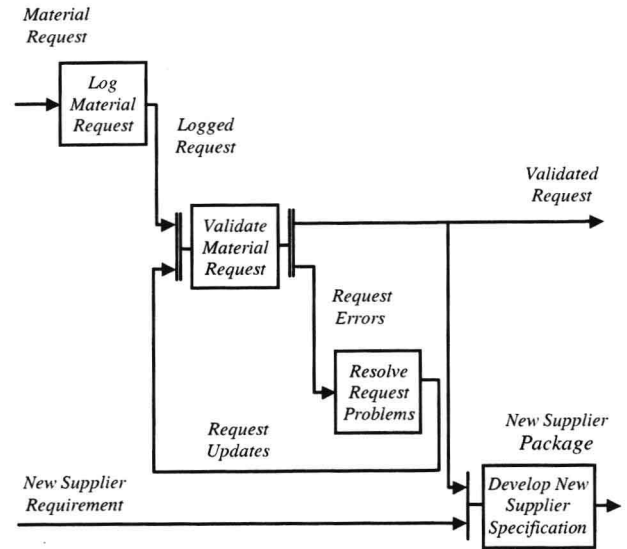 Material
Request
Log
Material
Request
Logged
Request
Validated
Request
Validate
Material
Request
Request
Errors
Resolve
Request
Problems
Request
Updates
New Supplier
Package
New Supplier
Requirement
Develop New
Supplier
Specification